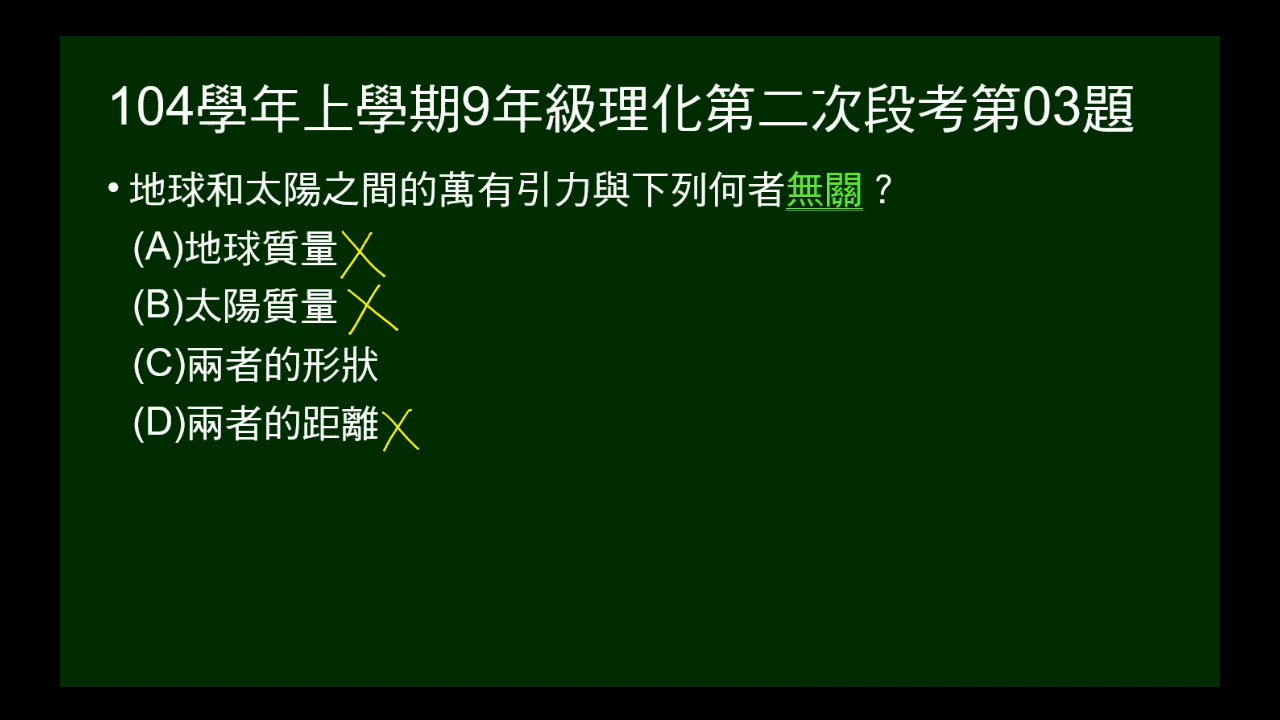 104學年上學期9年級理化第二次段考第03題
•地球和太陽之間的萬有引力與下列何者無關？
(A)地球質量
(B)太陽質量
(C)兩者的形狀
(D)兩者的距離